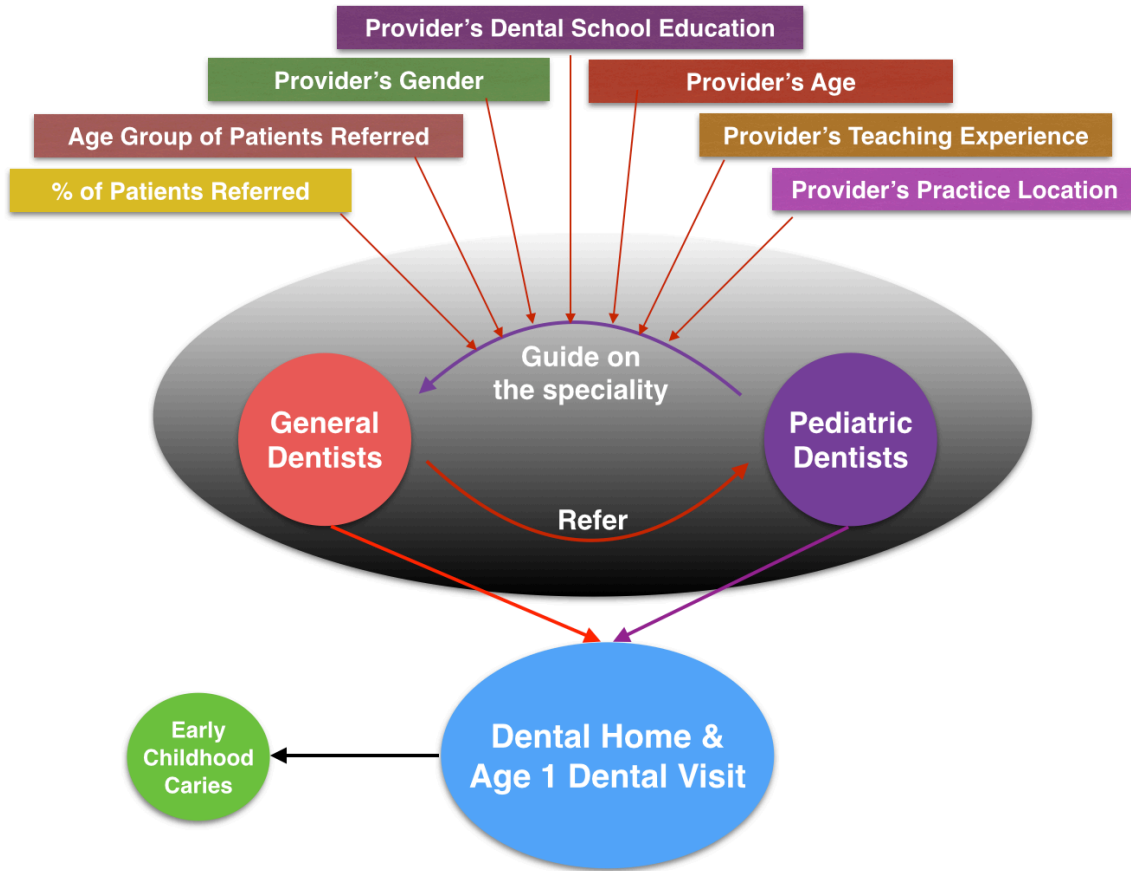 Provider's Dental School Education
Provider's Gender
Provider's Age
Age Group of Patients Referred
Provider's Teaching Experience
% of Patients Referred
Provider's Practice Location
Guide on
the speciality
General
Dentists
Pediatric
Dentists
Refer
Dental Home &
Age 1 Dental Visit
Early
Childhood
Caries